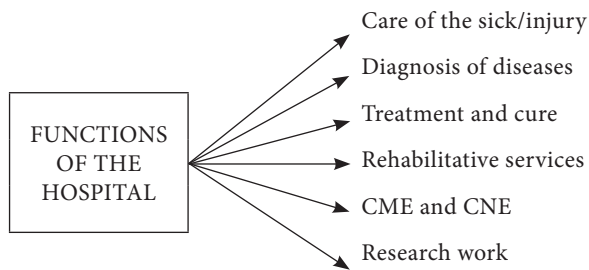 FUNCTIONS
OF THE
HOSPITAL
Care of the sick/injury
Diagnosis of diseases
Treatment and cure
Rehabilitative services
CME and CNE
Research work